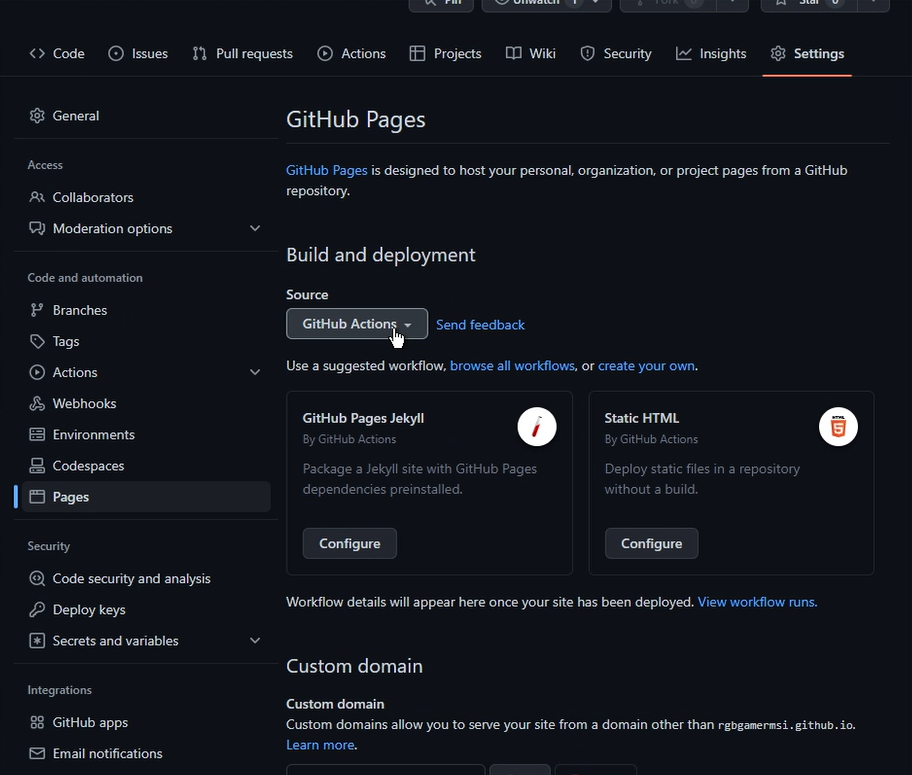 Pin Unwatch 1 Fork 0 Star 0
Code Issues Pull requests Actions Projects Wiki Security Insights Settings
General
Access
Collaborators
Moderation options
Code and automation
Branches
Tags
Actions
Webhooks
Environments
Codespaces
Pages
Security
Code security and analysis
Deploy keys
Secrets and variables
Integrations
GitHub apps
Email notifications
GitHub Pages
GitHub Pages is designed to host your personal, organization, or project pages from a GitHub
repository.
Build and deployment
Source
GitHub Actions Send feedback
Use a suggested workflow, browse all workflows, or create your own.
GitHub Pages Jekyll
By GitHub Actions
Package a Jekyll site with GitHub Pages
dependencies preinstalled.
Configure
HTML
5
Static HTML
By GitHub Actions
Deploy static files in a repository
without a build.
Configure
Workflow details will appear here once your site has been deployed. View workflow runs.
Custom domain
Custom domain
Custom domains allow you to serve your site from a domain other than rgbgamermsi.github.io.
Learn more.